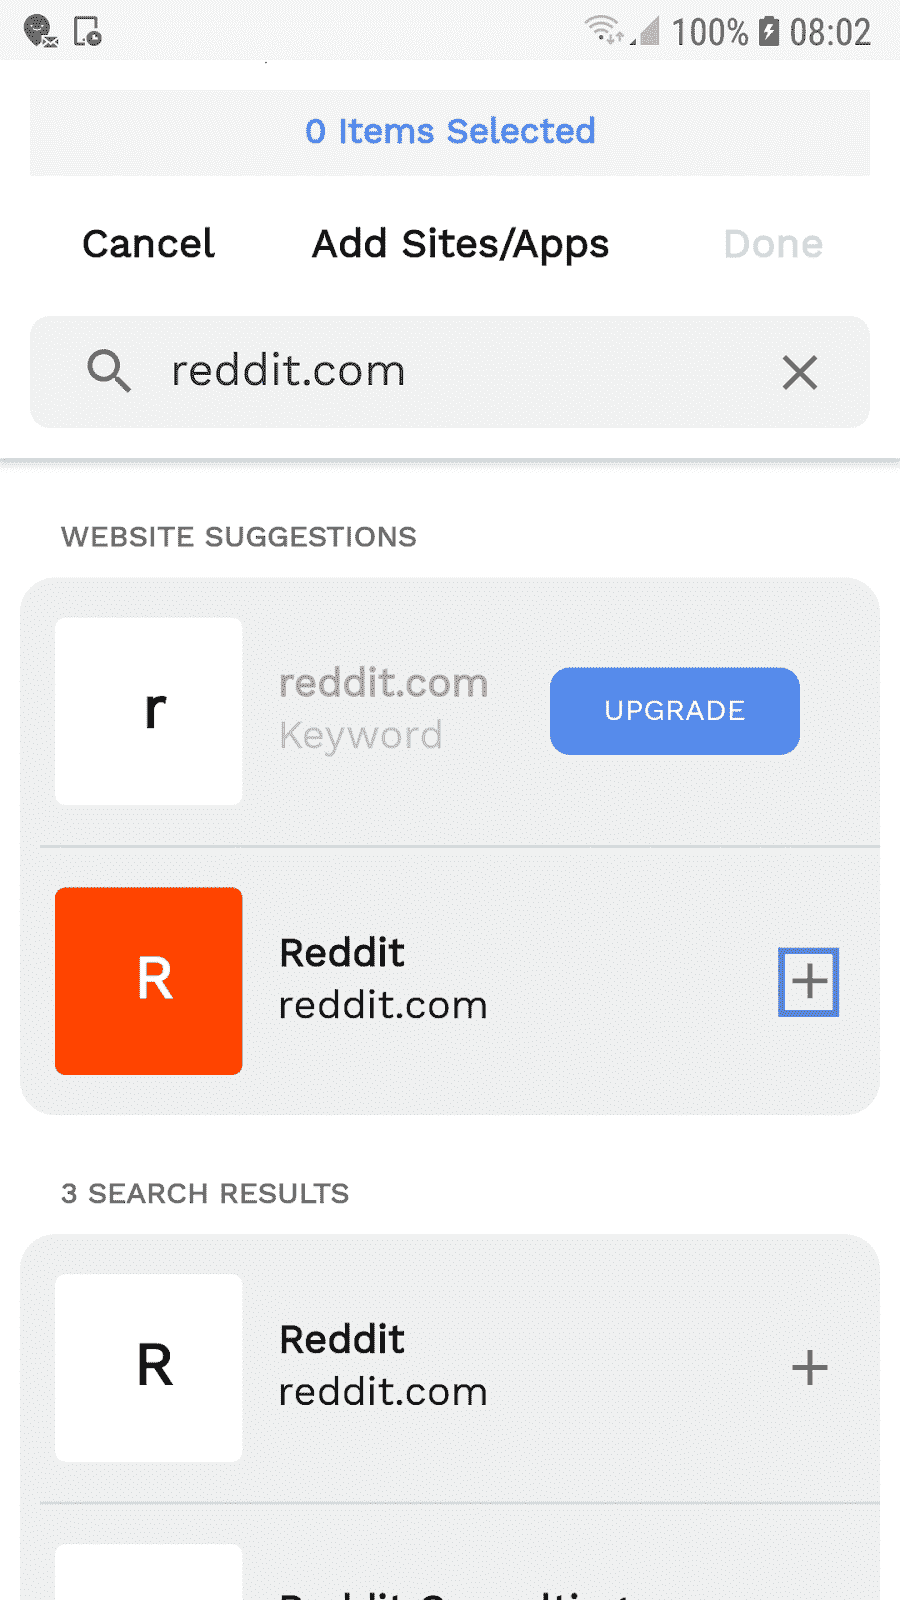 100% 08:02
0 Items Selected
Cancel Add Sites/Apps Done
reddit.com
WEBSITE SUGGESTIONS
r
reddit.com
Keyword
UPGRADE
R
Reddit
reddit.com
3 SEARCH RESULTS
R
Reddit
reddit.com